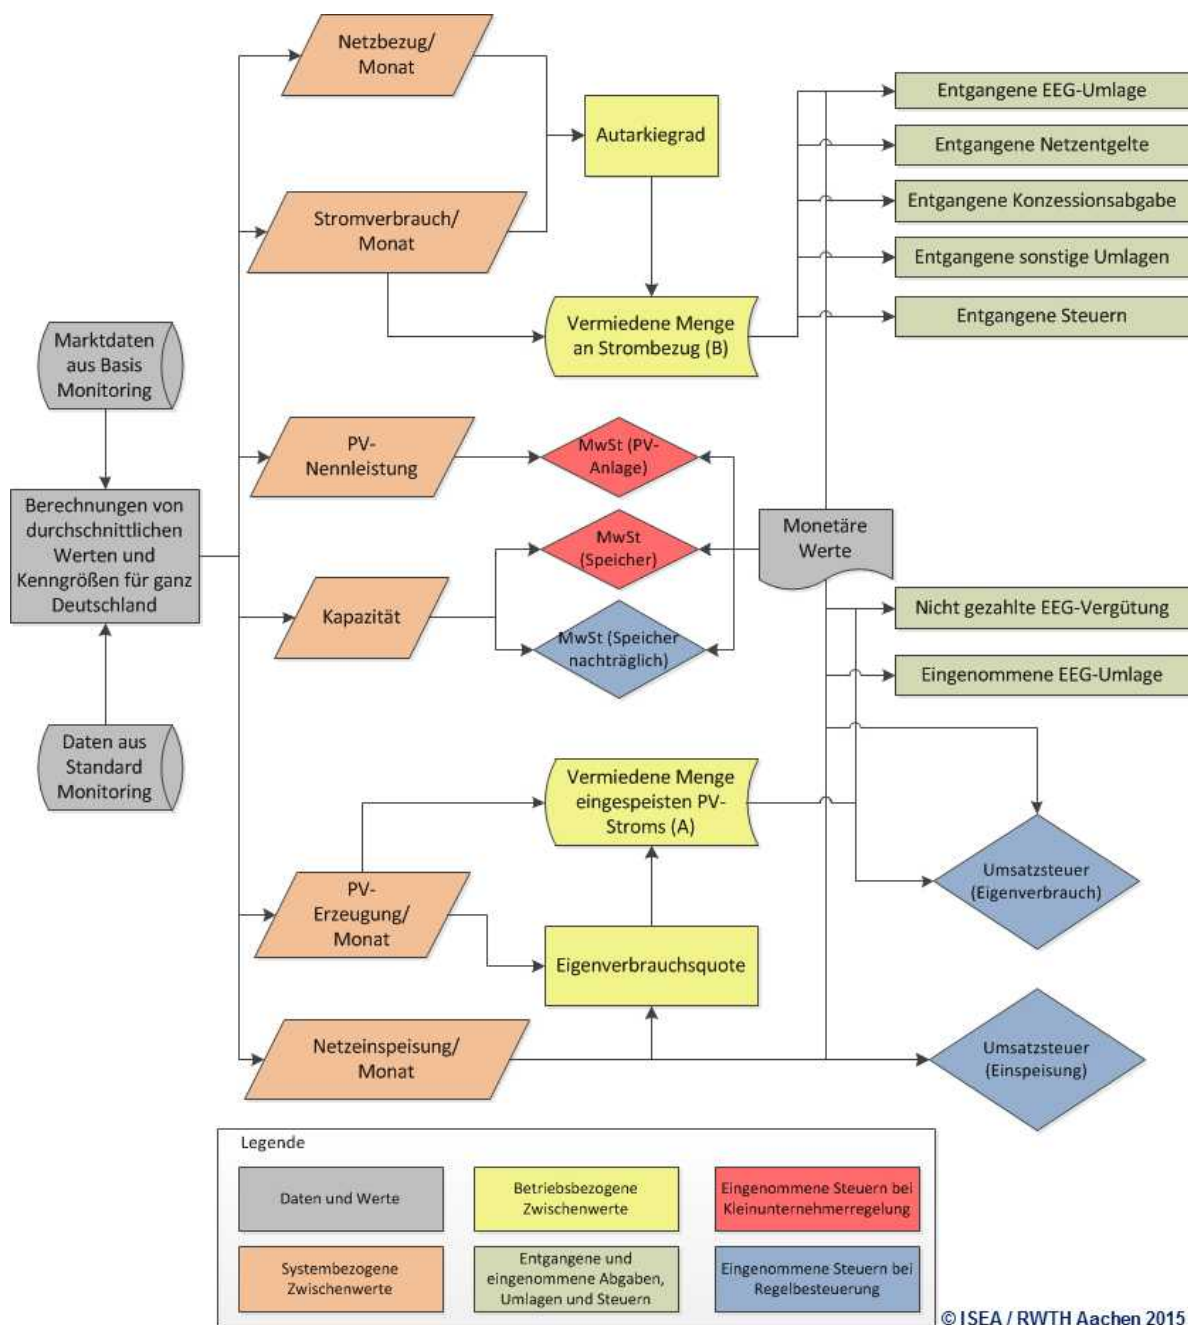 Netzbezug/
Monat
Autarkiegrad
Stromverbrauch/
Monat
Vermiedene Menge
an Strombezug (B)
Entgangene EEG-Umlage
Entgangene Netzentgelte
Entgangene Konzessionsabgabe
Entgangene sonstige Umlagen
Entgangene Steuern
Marktdaten
aus Basis
Monitoring
Berechnungen von
durchschnittlichen
Werten und
Kenngrößen für ganz
Deutschland
Daten aus
Standard
Monitoring
PV-
Nennleistung
MwSt (PV-
Anlage)
MwSt
(Speicher)
Monetäre
Werte
Kapazität
MwSt (Speicher
nachträglich)
Nicht gezahlte EEG-Vergütung
Eingenommene EEG-Umlage
Vermiedene Menge
eingespeisten PV-
Stroms (A)
PV-
Erzeugung/
Monat
Eigenverbrauchsquote
Umsatzsteuer
(Eigenverbrauch)
Netzeinspeisung/
Monat
Umsatzsteuer
(Einspeisung)
Legende
Daten und Werte
Betriebsbezogene
Zwischenwerte
Eingenommene Steuern bei
Kleinunternehmerregelung
Systembezogene
Zwischenwerte
Entgangene und
eingenommene Abgaben,
Umlagen und Steuern
Eingenommene Steuern bei
Regelbesteuerung
© ISEA / RWTH Aachen 2015